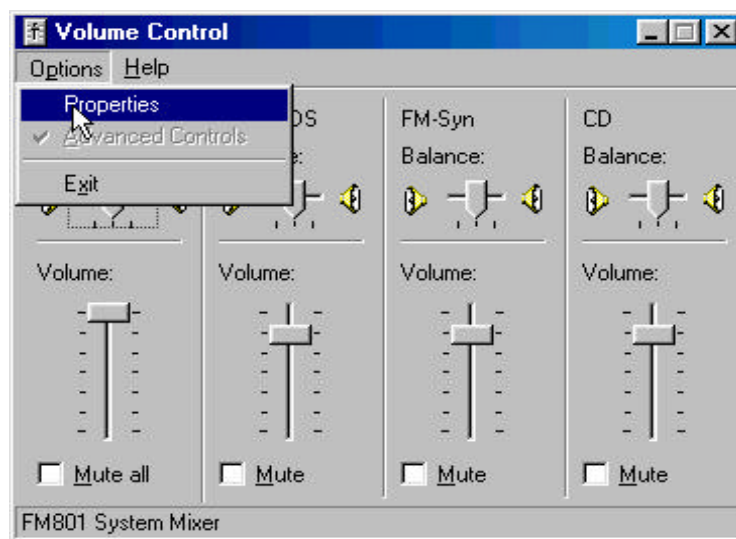 Volume Control
Options Help
Properties
Advanced Controls
Exit
FM-Syn CD
Balance: Balance:
Volume: Volume: Volume: Volume:
Mute all Mute Mute Mute
FM801 System Mixer